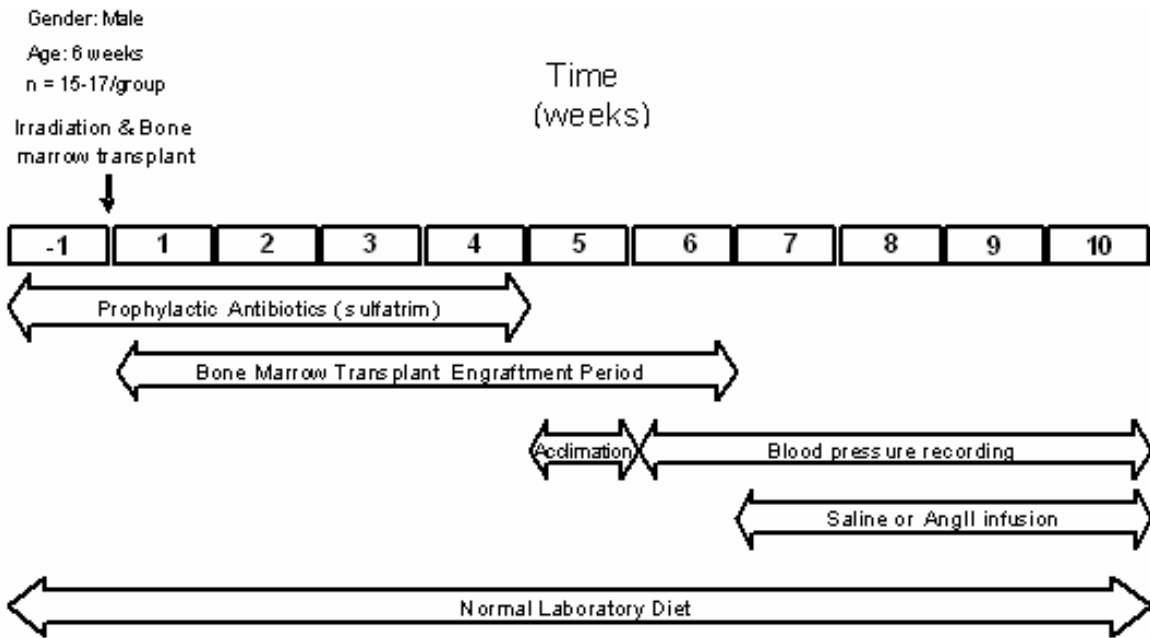 Gender: Male
Age: 6 weeks
n = 15-17/group
Irradiation & Bone
marrow transplant
Time
(weeks)
-1 1 2 3 4 5 6 7 8 9 10
Prophylactic Antibiotics (sulfatrim)
Bone Marrow Transplant Engraftment Period
Acclimation Blood pressure recording
Saline or AngII infusion
Normal Laboratory Diet